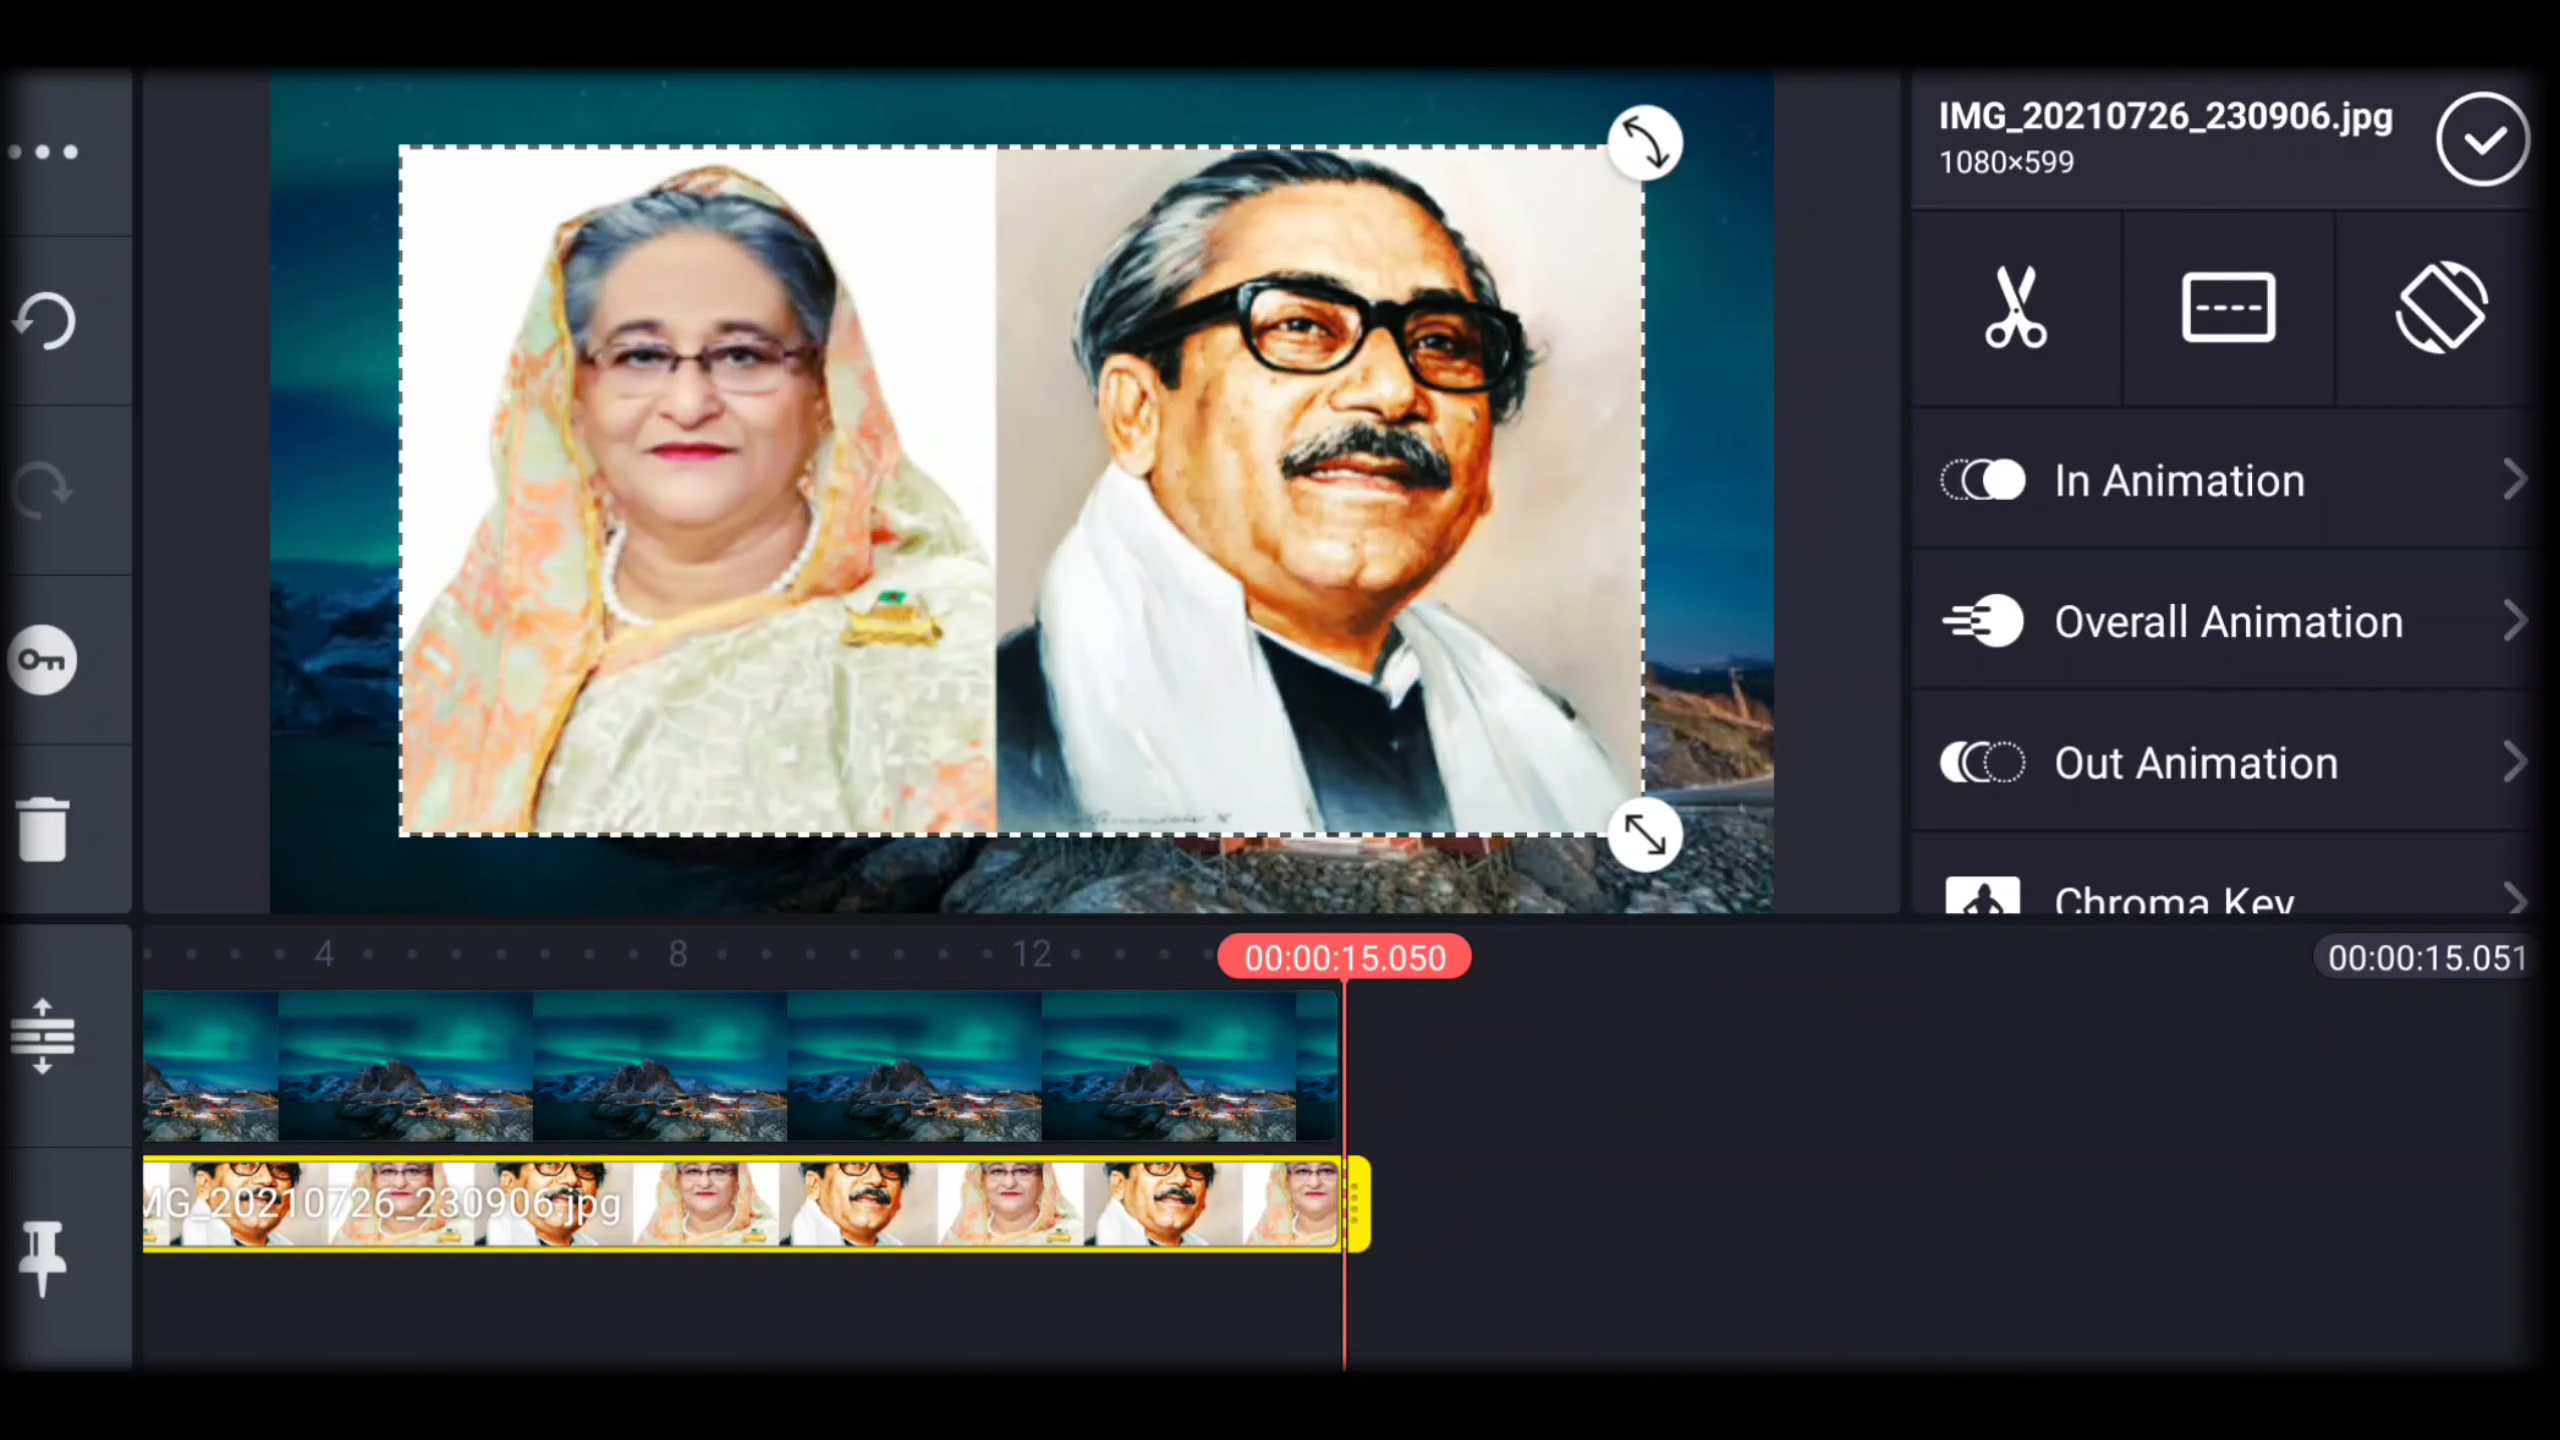 IMG_20210726_230906.jpg
1080×599
In Animation
Overall Animation
Out Animation
Chroma Key
4
8
12
00:00:15.050
00:00:15.051
MG_20210726_230906.jpg